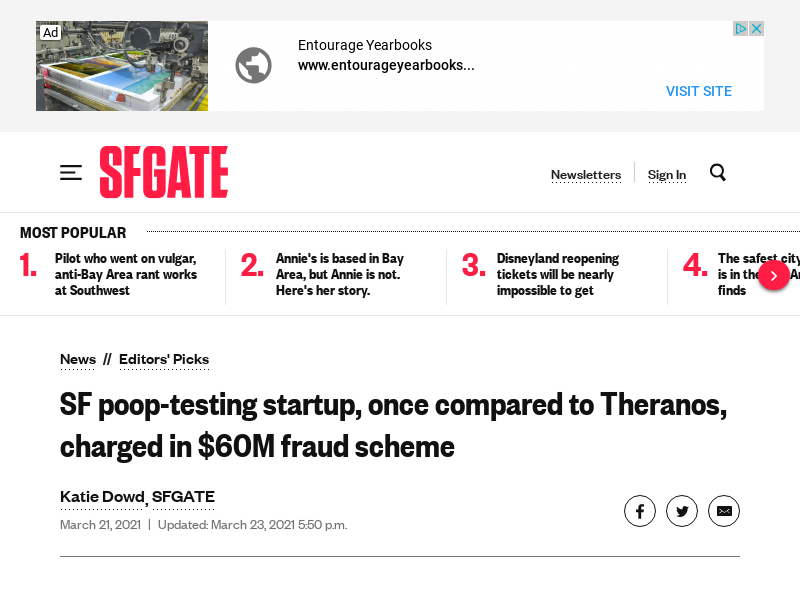 Ad
Entourage Yearbooks
www.entourageyearbooks...
VISIT SITE
SFGATE
Newsletters
Sign In
MOST POPULAR
1. Pilot who went on vulgar,
anti-Bay Area rant works
at Southwest
2. Annie's is based in Bay
Area, but Annie is not.
Here's her story.
3. Disneyland reopening
tickets will be nearly
impossible to get
4. The safest city
is in the
finds
News // Editors' Picks
SF poop-testing startup, once compared to Theranos,
charged in $60M fraud scheme
Katie Dowd, SFGATE
March 21, 2021 | Updated: March 23, 2021 5:50 p.m.